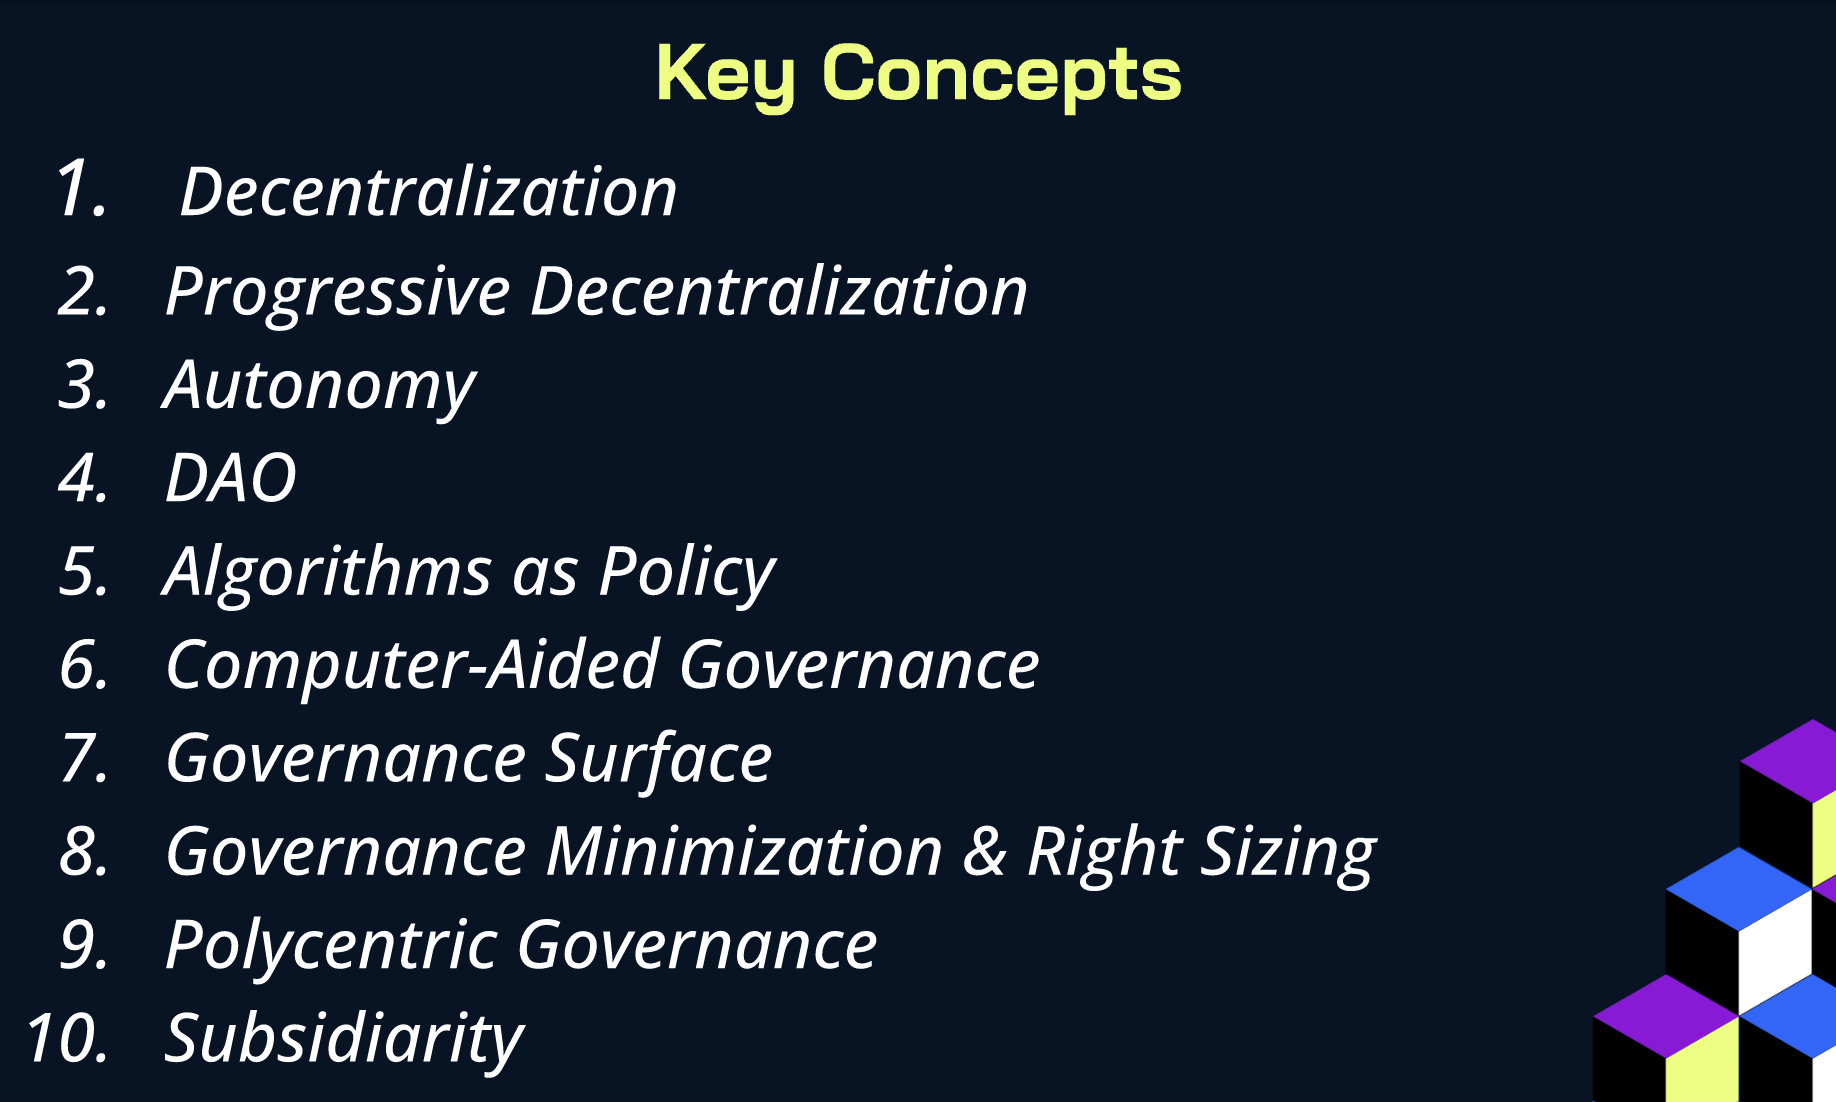 Key Concepts
1. Decentralization
2. Progressive Decentralization
3. Autonomy
4. DAO
5. Algorithms as Policy
6. Computer-Aided Governance
7. Governance Surface
8. Governance Minimization & Right Sizing
9. Polycentric Governance
10. Subsidiarity